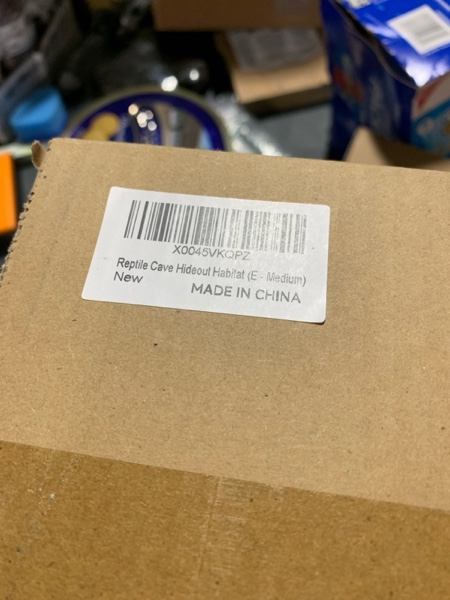 X0045VKQPZ
Reptile Cave Hideout Habitat (E - Medium)
New
MADE IN CHINA